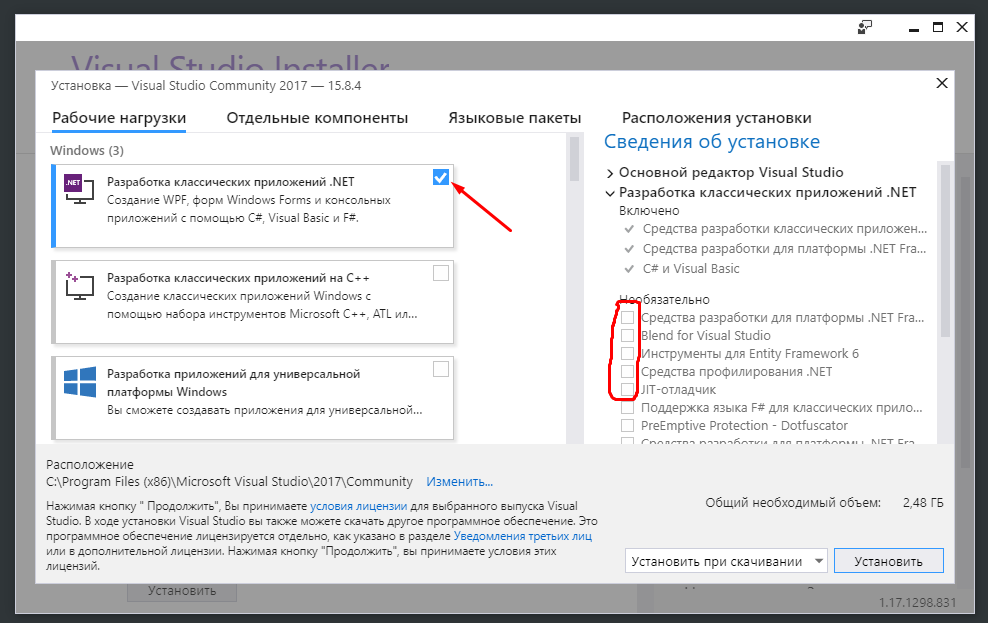 Visual Studio Installer
Установка — Visual Studio Community 2017 — 15.8.4
Рабочие нагрузки
Отдельные компоненты
Языковые пакеты
Расположения установки
Windows (3)
.NET
Разработка классических приложений .NET
Создание WPF, форм Windows Forms и консольных
приложений с помощью C#, Visual Basic и F#.
Разработка классических приложений на C++
Создание классических приложений Windows с
помощью набора инструментов Microsoft C++, ATL или...
Разработка приложений для универсальной
платформы Windows
Вы сможете создавать приложения для универсальной...
Сведения об установке
Основной редактор Visual Studio
Разработка классических приложений .NET
Включено
Средства разработки классических приложен...
Средства разработки для платформы .NET Fra...
C# и Visual Basic
Необязательно
Средства разработки для платформы .NET Fra...
Blend for Visual Studio
Инструменты для Entity Framework 6
Средства профилирования .NET
JIT-отладчик
Поддержка языка F# для классических прило...
PreEmptive Protection - Dotfuscator
Средства разработки для платформы .NET Fra...
Расположение
C:\Program Files (x86)\Microsoft Visual Studio\2017\Community
Изменить...
Нажимая кнопку " Продолжить", Вы принимаете условия лицензии для выбранного выпуска Visual
Studio. В ходе установки Visual Studio вы также можете скачать другое программное обеспечение. Это
программное обеспечение лицензируется отдельно, как указано в разделе Уведомления третьих лиц
или в дополнительной лицензии. Нажимая кнопку "Продолжить", вы принимаете условия этих
лицензий.
Общий необходимый объем: 2,48 ГБ
Установить при скачивании
Установить
Установить
1.17.1298.831